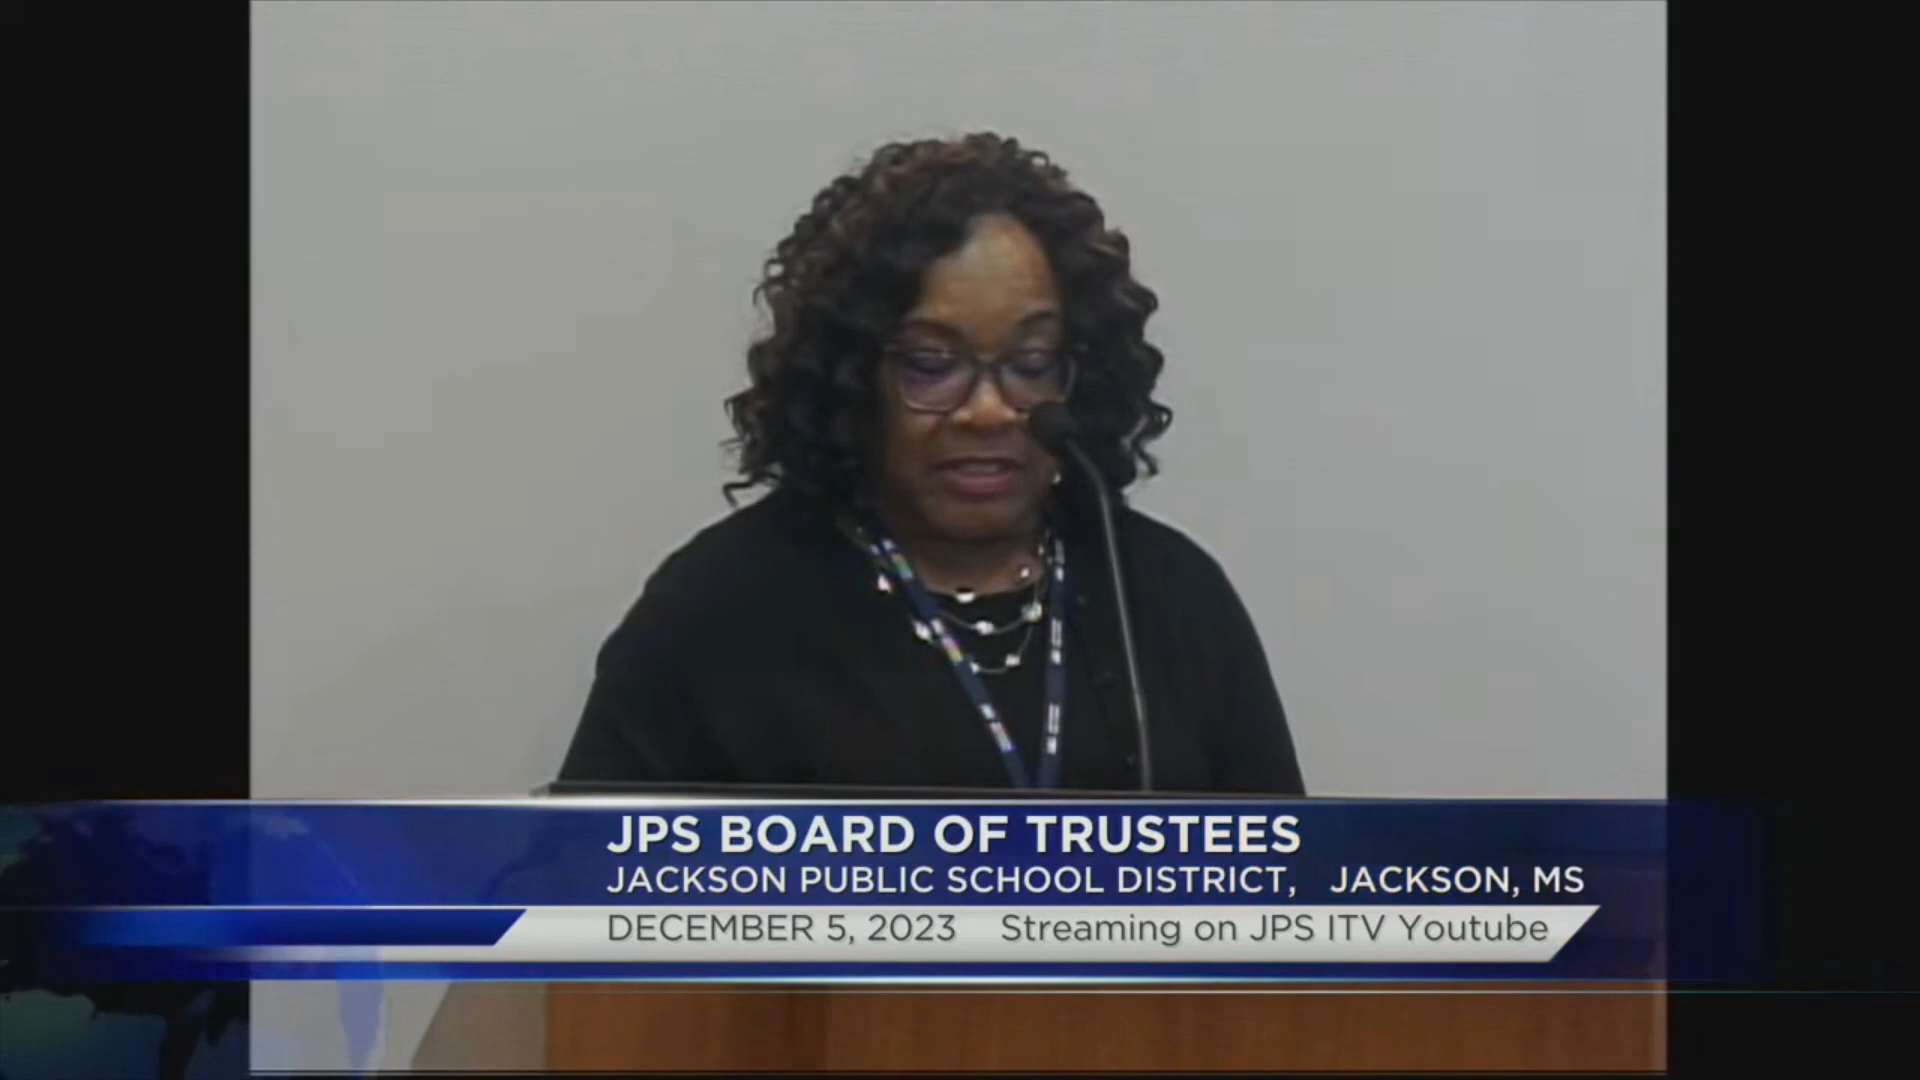 JPS BOARD OF TRUSTEES
JACKSON PUBLIC SCHOOL DISTRICT, JACKSON, MS
DECEMBER 5, 2023 Streaming on JPS ITV Youtube